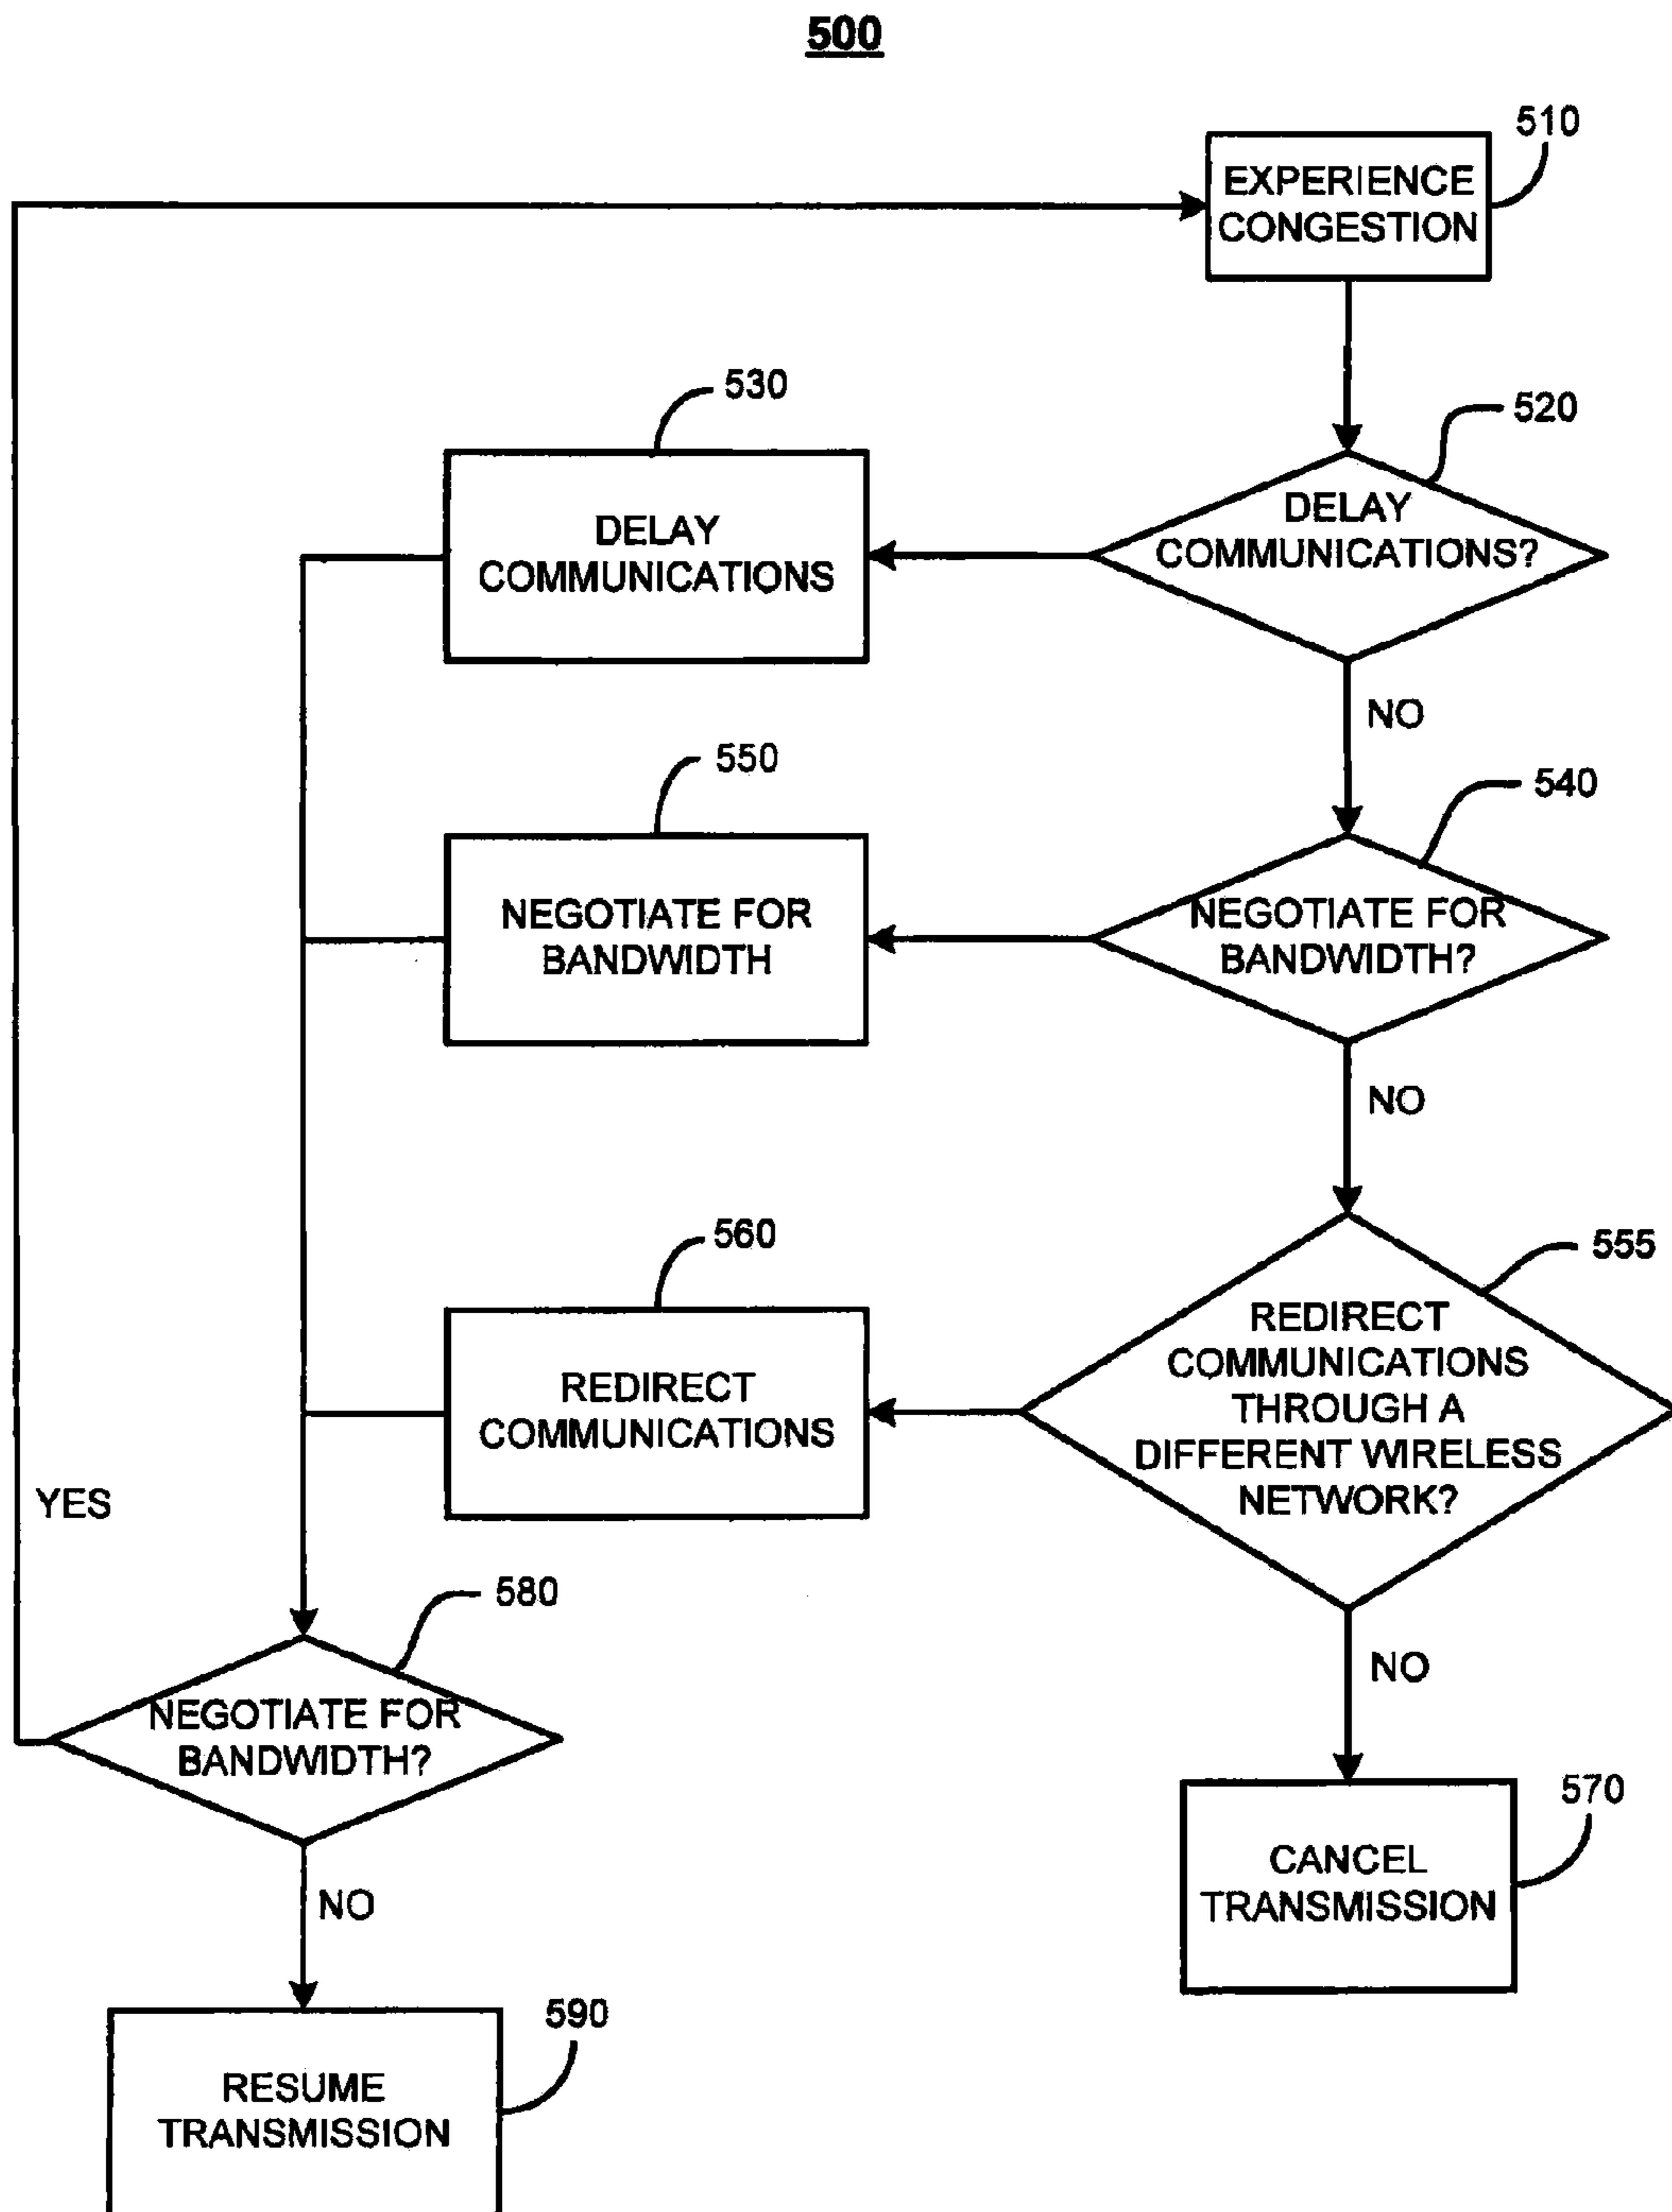 500
510
EXPERIENCE
CONGESTION
530
520
DELAY
COMMUNICATIONS
DELAY
COMMUNICATIONS?
NO
550
540
NEGOTIATE FOR
BANDWIDTH
NEGOTIATE FOR
BANDWIDTH?
NO
560
555
REDIRECT
COMMUNICATIONS
REDIRECT
COMMUNICATIONS
THROUGH A
DIFFERENT WIRELESS
NETWORK?
YES
580
NO
NEGOTIATE FOR
BANDWIDTH?
570
CANCEL
TRANSMISSION
NO
590
RESUME
TRANSMISSION